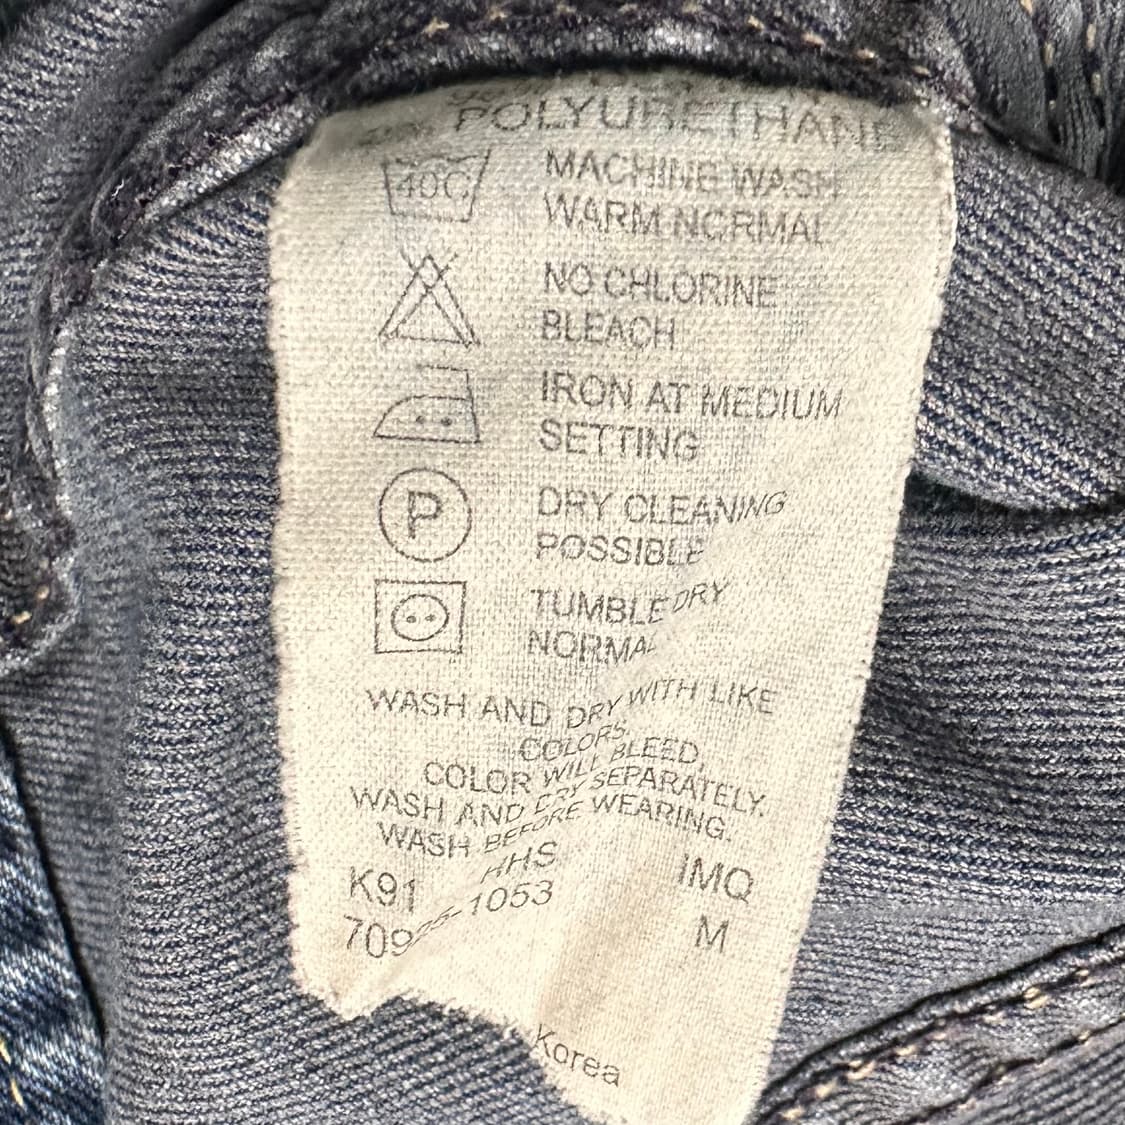 POLYURETHANE
40C
MACHINE WASH
WARM NORMAL
NO CHLORINE
BLEACH
IRON AT MEDIUM
SETTING
P
DRY CLEANING
POSSIBLE
TUMBLE DRY
NORMAL
WASH AND DRY WITH LIKE
COLORS.
COLOR WILL BLEED,
WASH AND DRY SEPARATELY.
WASH BEFORE WEARING.
HHS
K91 IMQ
M
Korea